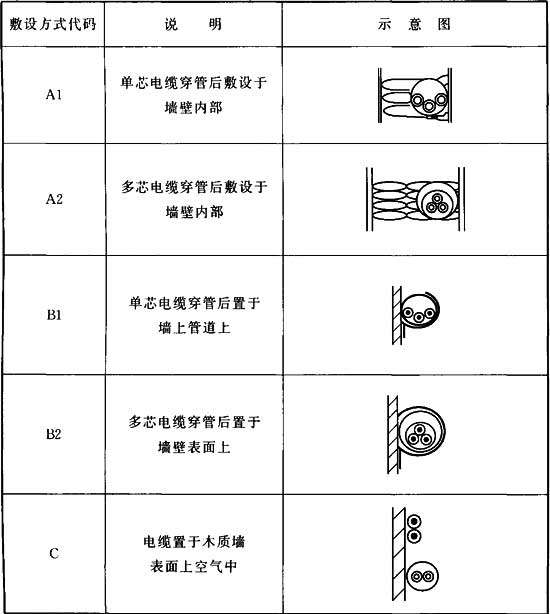 敷设方式代码 说 明 示 意 图
A1 单芯电缆穿管后敷设于
墙壁内部
A2 多芯电缆穿管后敷设于
墙壁内部
B1 单芯电缆穿管后置于
墙上管道上
B2 多芯电缆穿管后置于
墙壁表面上
C 电缆置于木质墙
表面上空气中